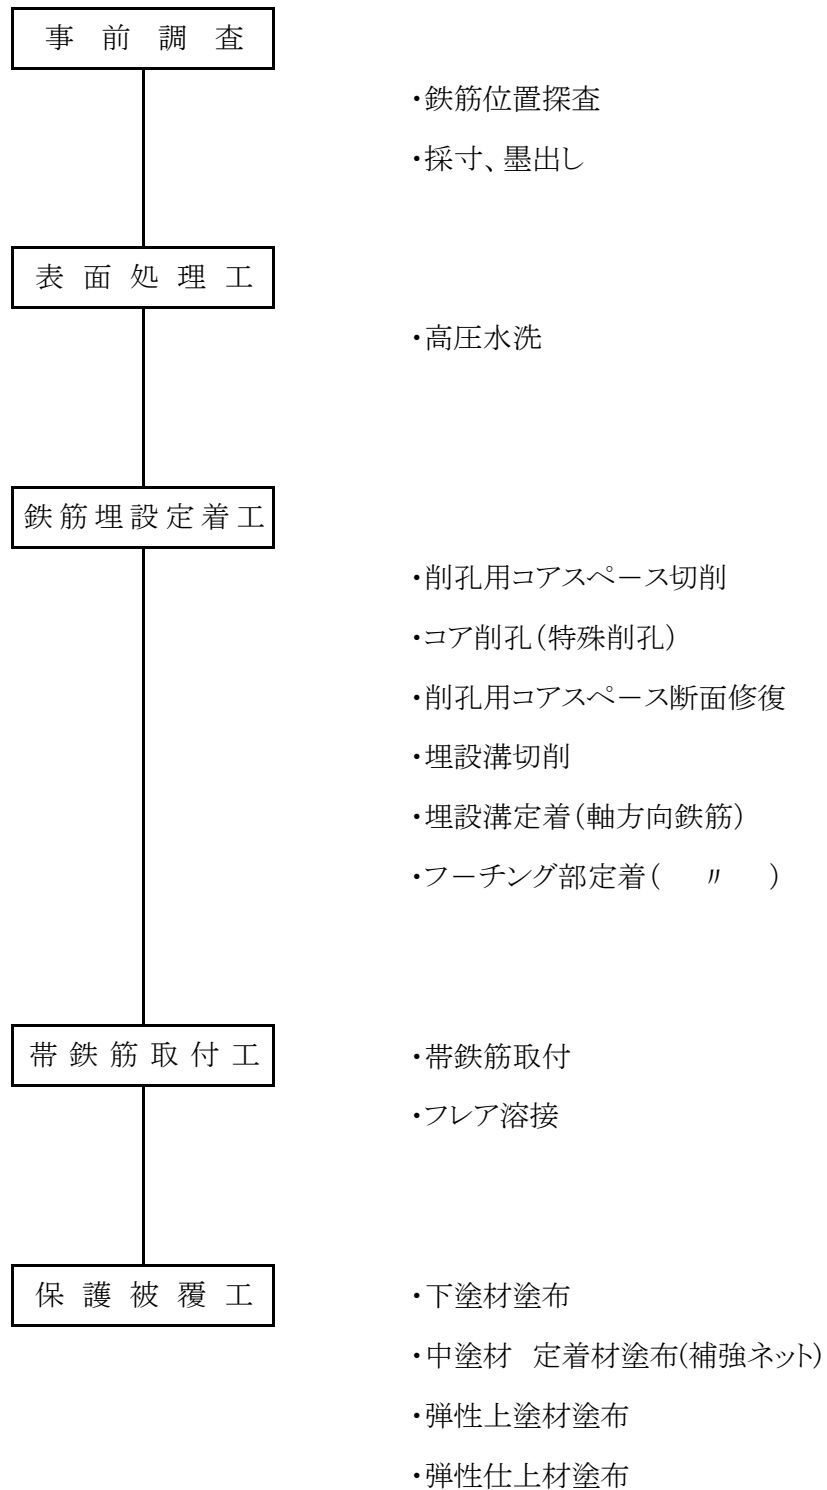 事前調査
・鉄筋位置探査
・採寸、墨出し
表面処理工
・高圧水洗
鉄筋埋設定着工
・削孔用コアスペース切削
・コア削孔(特殊削孔)
・削孔用コアスペース断面修復
・埋設溝切削
・埋設溝定着(軸方向鉄筋)
・フーチング部定着(　〃　)
帯鉄筋取付工
・帯鉄筋取付
・フレア溶接
保護被覆工
・下塗材塗布
・中塗材　定着材塗布(補強ネット)
・弾性上塗材塗布
・弾性仕上材塗布